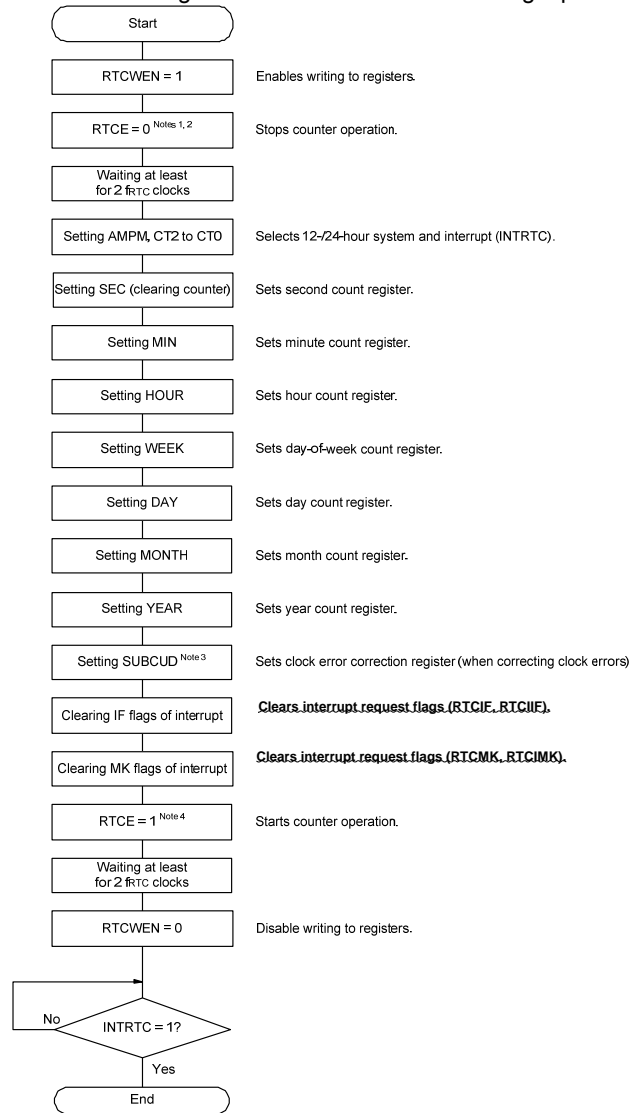 Start
RTCWEN = 1 Enables writing to registers.
RTCE = 0 Notes 1, 2 Stops counter operation.
Waiting at least
for 2 fRTC clocks
Setting AMPM, CT2 to CT0 Selects 12-/24-hour system and interrupt (INTRTC).
Setting SEC (clearing counter) Sets second count register.
Setting MIN Sets minute count register.
Setting HOUR Sets hour count register.
Setting WEEK Sets day-of-week count register.
Setting DAY Sets day count register.
Setting MONTH Sets month count register.
Setting YEAR Sets year count register.
Setting SUBCUD Note 3 Sets clock error correction register (when correcting clock errors)
Clearing IF flags of interrupt Clears interrupt request flags (RTCIF, RTCIIF).
Clearing MK flags of interrupt Clears interrupt request flags (RTCMK, RTCIMK).
RTCE = 1 Note 4 Starts counter operation.
Waiting at least
for 2 fRTC clocks
RTCWEN = 0 Disable writing to registers.
No
INTRTC = 1?
Yes
End